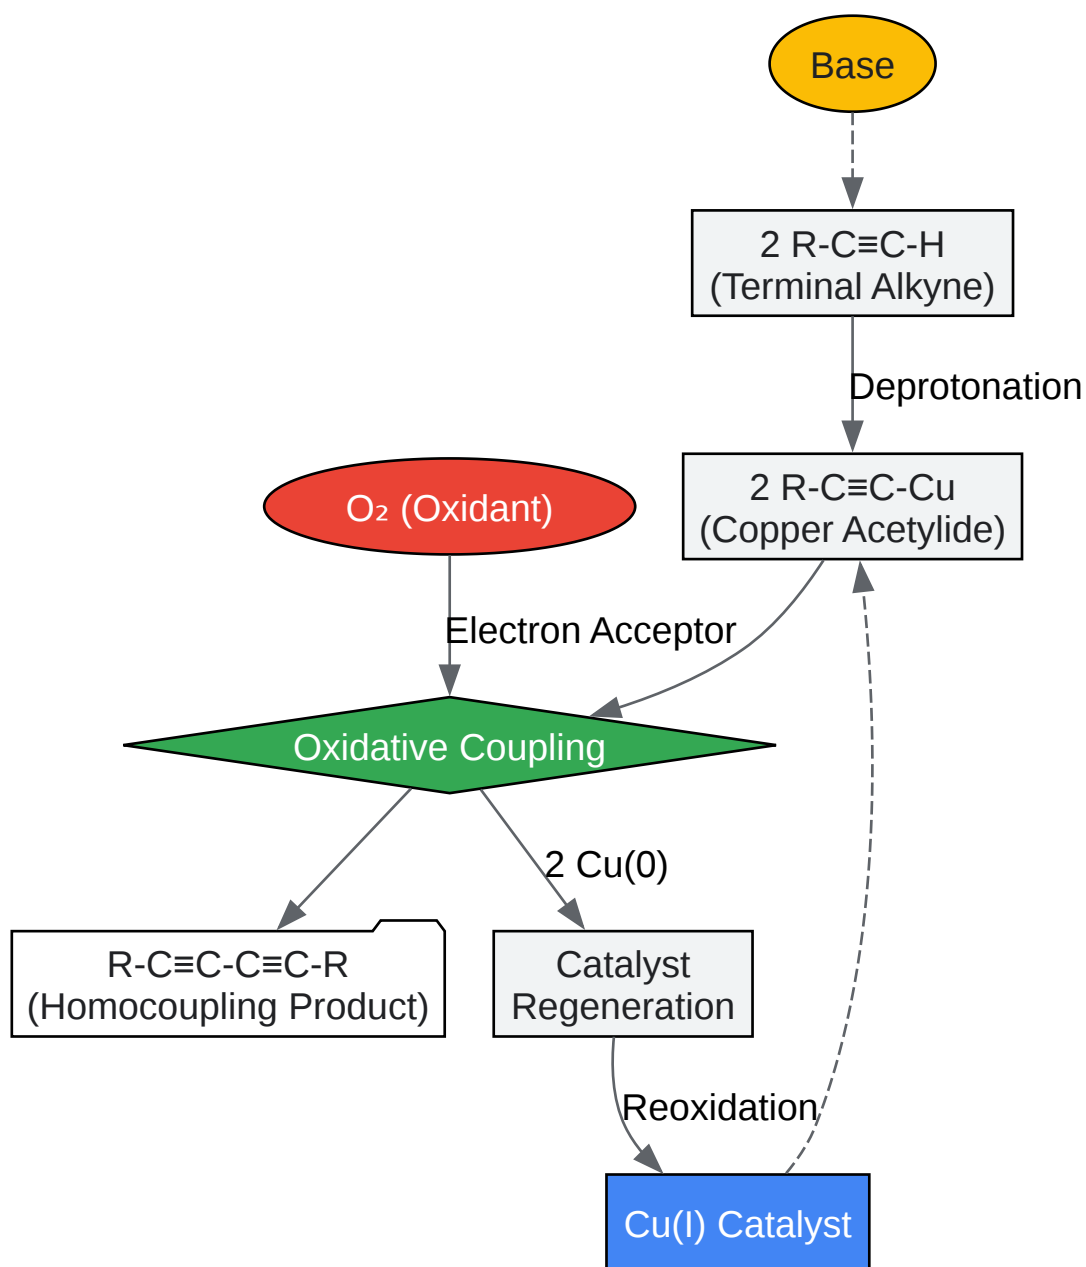 Base
2 R-C≡C-H
(Terminal Alkyne)
Deprotonation
2 R-C≡C-Cu
(Copper Acetylide)
O₂ (Oxidant)
Electron Acceptor
Oxidative Coupling
2 Cu(0)
R-C≡C-C≡C-R
(Homocoupling Product)
Catalyst
Regeneration
Reoxidation
Cu(I) Catalyst